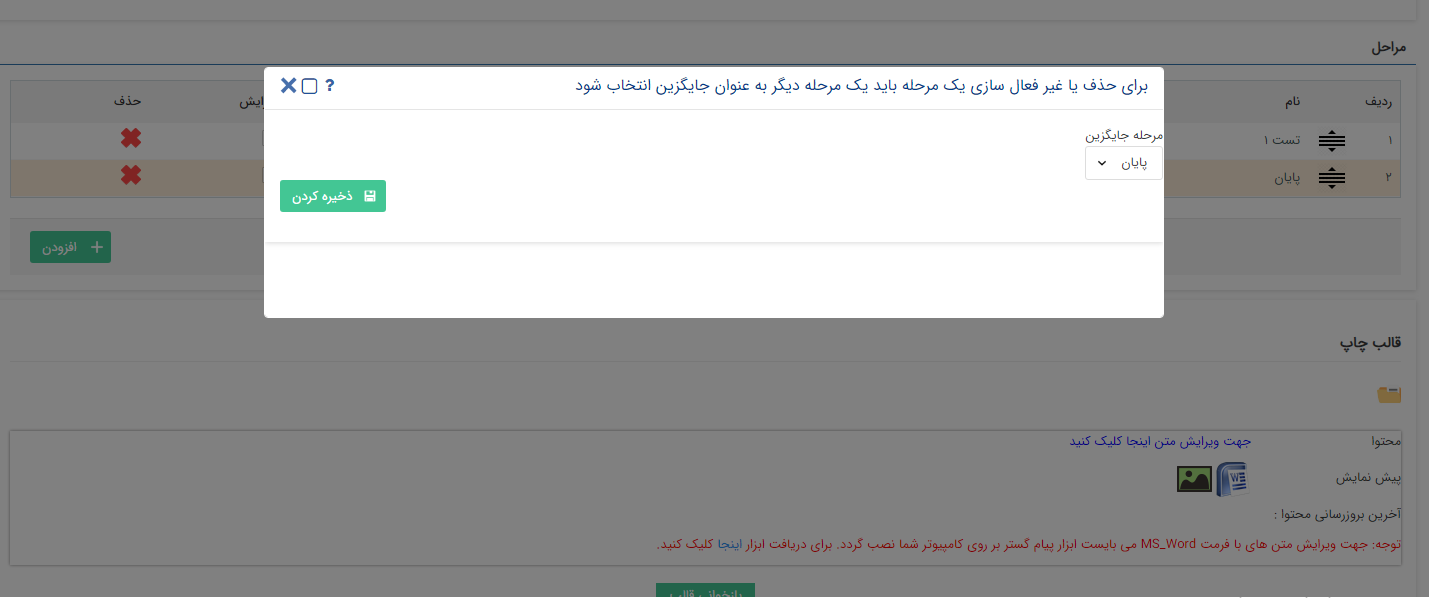 مراحل
برای حذف یا غیر فعال سازی یک مرحله باید یک مرحله دیگر به عنوان جایگزین انتخاب شود ?
ردیف نام حذف
مرحله جایگزین
۱ تست ۱
پایان
۲ پایان
ذخیره کردن
افزودن
قالب چاپ
محتوا جهت ویرایش متن اینجا کلیک کنید
پیش نمایش
آخرین بروزرسانی محتوا :
توجه: جهت ویرایش متن های با فرمت MS_Word می بایست ابزار پیام گستر بر روی کامپیوتر شما نصب گردد. برای دریافت ابزار اینجا کلیک کنید.
بازخوانی قالب